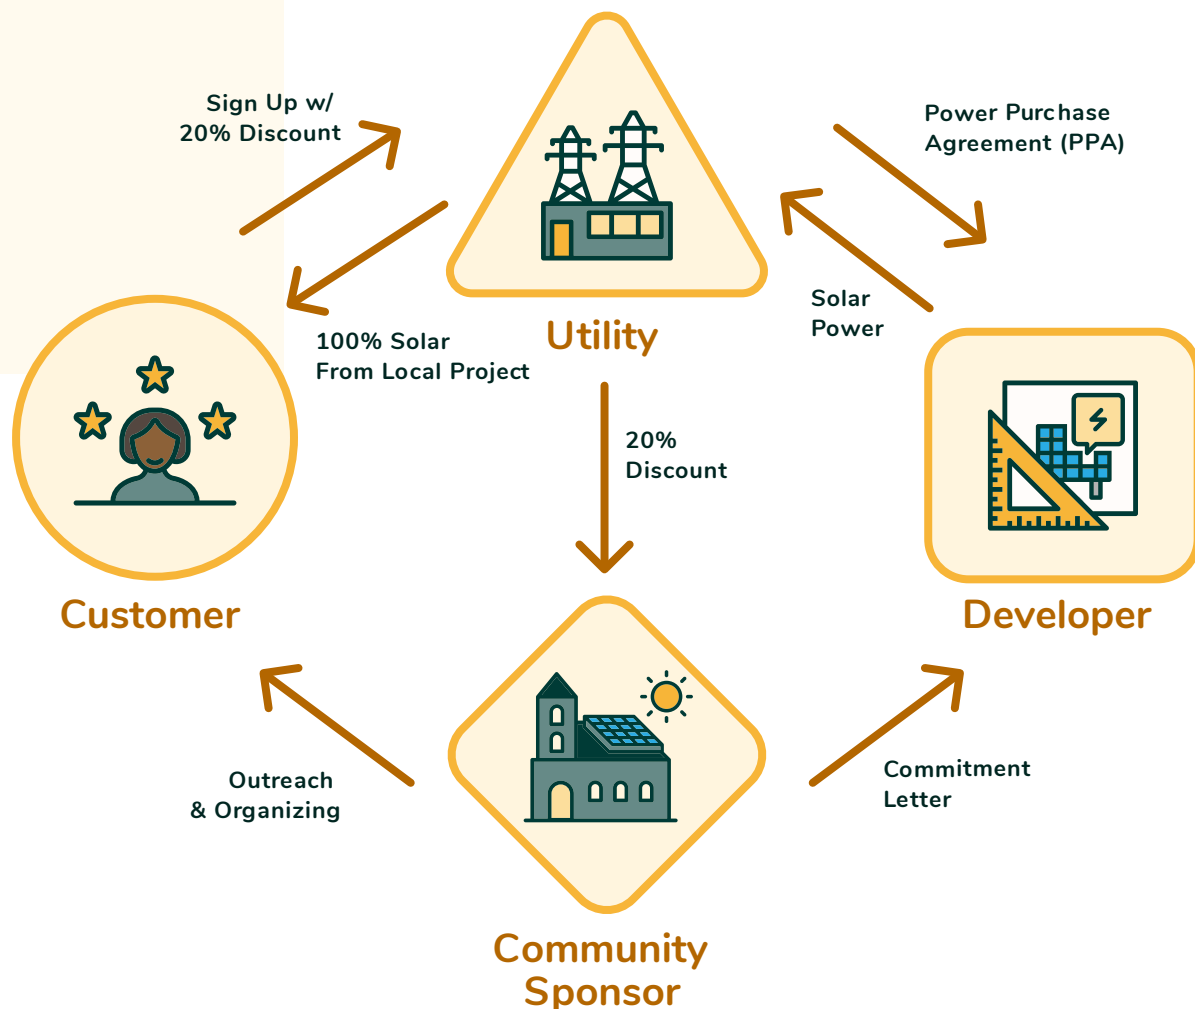 Sign Up w/
20% Discount
Power Purchase
Agreement (PPA)
Solar
Power
Utility
100% Solar
From Local Project
20%
Discount
Customer
Developer
Outreach
& Organizing
Commitment
Letter
Community
Sponsor